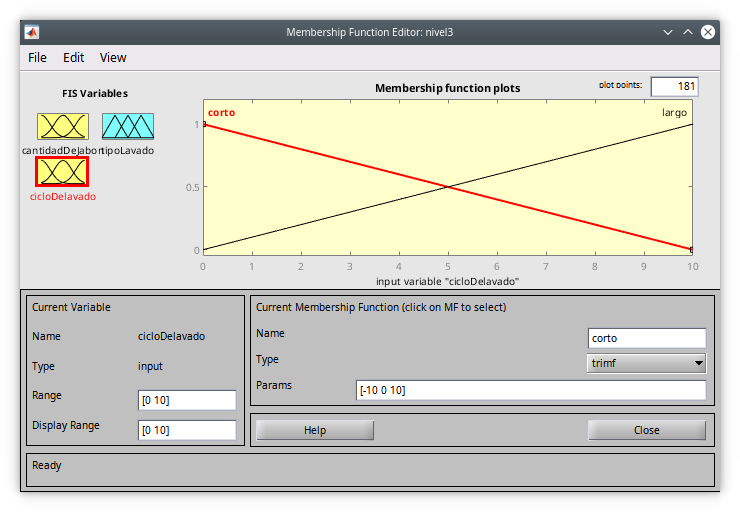 Membership Function Editor: nivel3
File Edit View
FIS Variables
cantidadDeJabon
tipoLavado
cicloDelavado
Membership function plots
plot points:
181
corto
largo
1
0.5
0
0 1 2 3 4 5 6 7 8 9 10
input variable "cicloDelavado"
Current Variable
Name cicloDelavado
Type input
Range [0 10]
Display Range [0 10]
Current Membership Function (click on MF to select)
Name corto
Type trimf
Params [-10 0 10]
Help Close
Ready